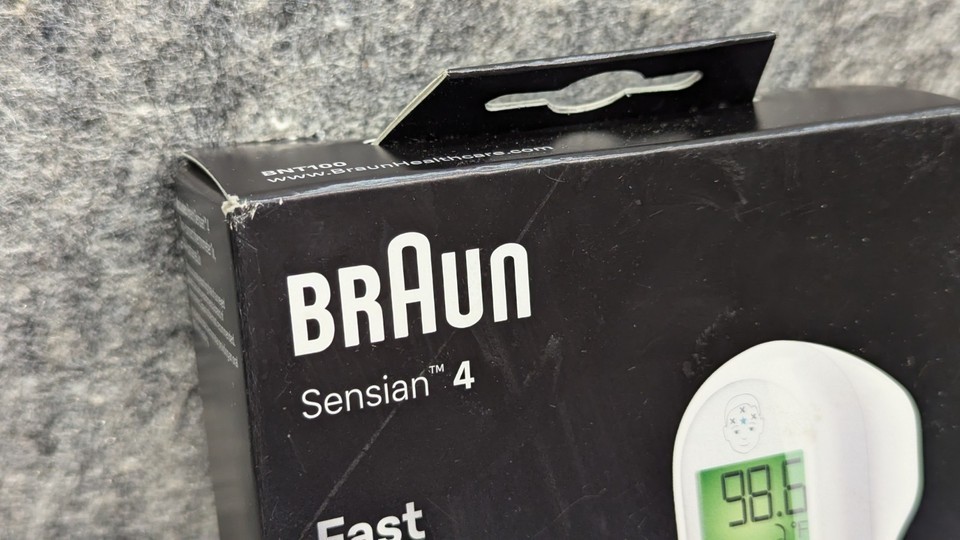 BNT100
www.BraunHealthcare.com
BRAUN
Sensian™ 4
98.6
°F
Fast